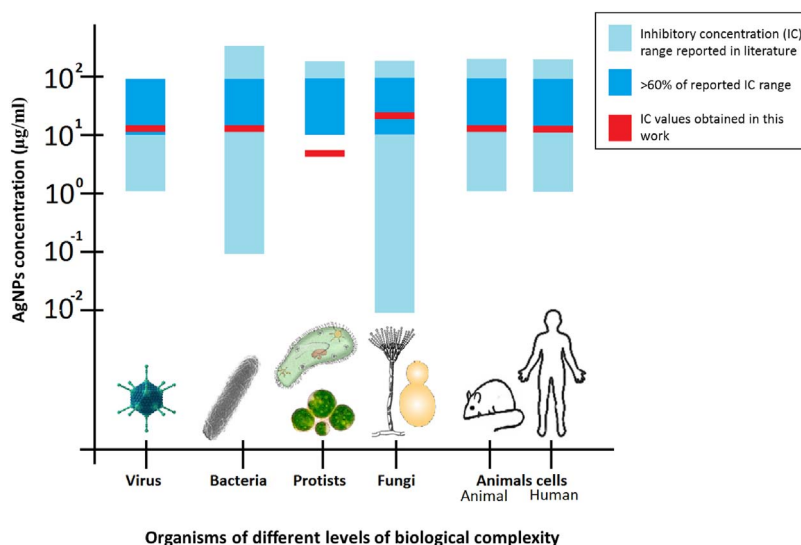 Inhibitory concentration (IC)
range reported in literature
>60% of reported IC range
IC values obtained in this
work
AgNPs concentration (µg/ml)
10²
10¹
10⁰
10⁻¹
10⁻²
Virus
Bacteria
Protists
Fungi
Animals cells
Animal
Human
Organisms of different levels of biological complexity